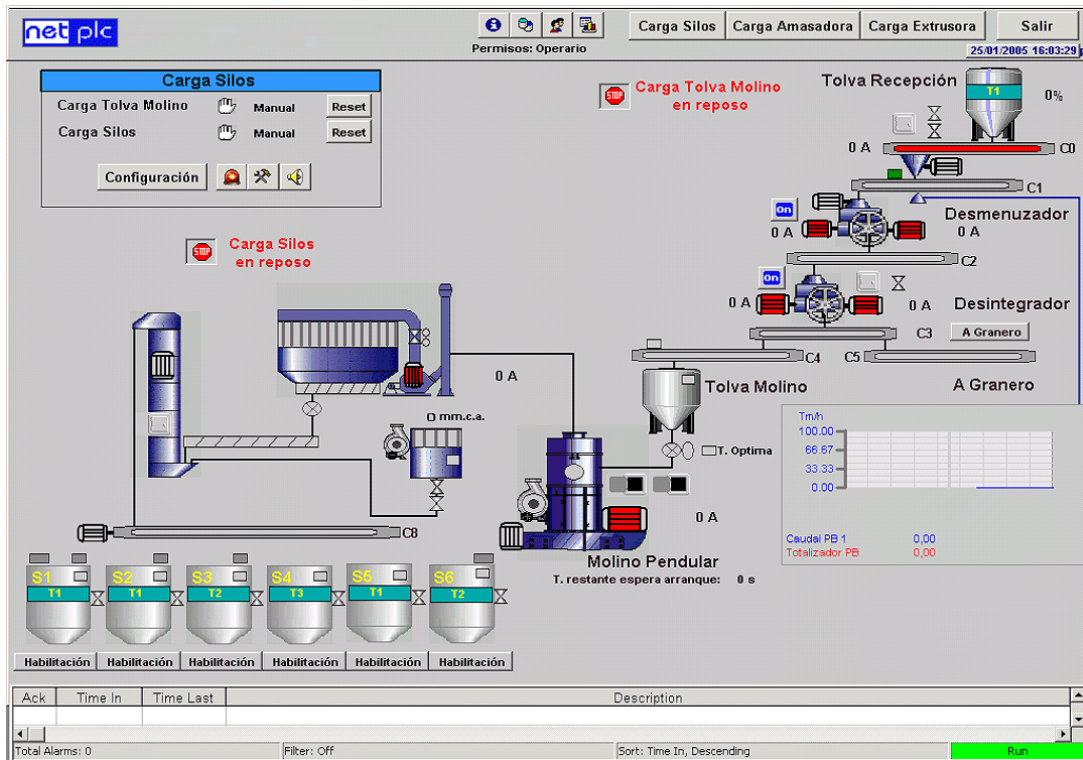 net plc
Carga Silos
Carga Amasadora
Carga Extrusora
Salir
Permisos: Operario
25/01/2005 16:03:29
Carga Silos
Carga Tolva Molino Manual Reset
Carga Silos Manual Reset
Configuración
STOP
Carga Tolva Molino
en reposo
Tolva Recepción
T1
0%
0 A
C0
C1
On
Desmenuzador
0 A
0 A
C2
On
0 A
0 A
Desintegrador
C3
A Granero
C4
C5
A Granero
STOP
Carga Silos
en reposo
0 A
0 mm.c.a.
Tolva Molino
T. Optima
0 A
Molino Pendular
T. restante espera arranque: 0 s
Tm/h
100.00
66.67
33.33
0.00
Caudal PB 1 0,00
Totalizador PB 0,00
C8
S1 S2 S3 S4 S5 S6
T1 T1 T2 T3 T1 T2
Habilitación Habilitación Habilitación Habilitación Habilitación Habilitación
Ack Time In Time Last Description
Total Alarms: 0 Filter: Off Sort: Time In, Descending Run